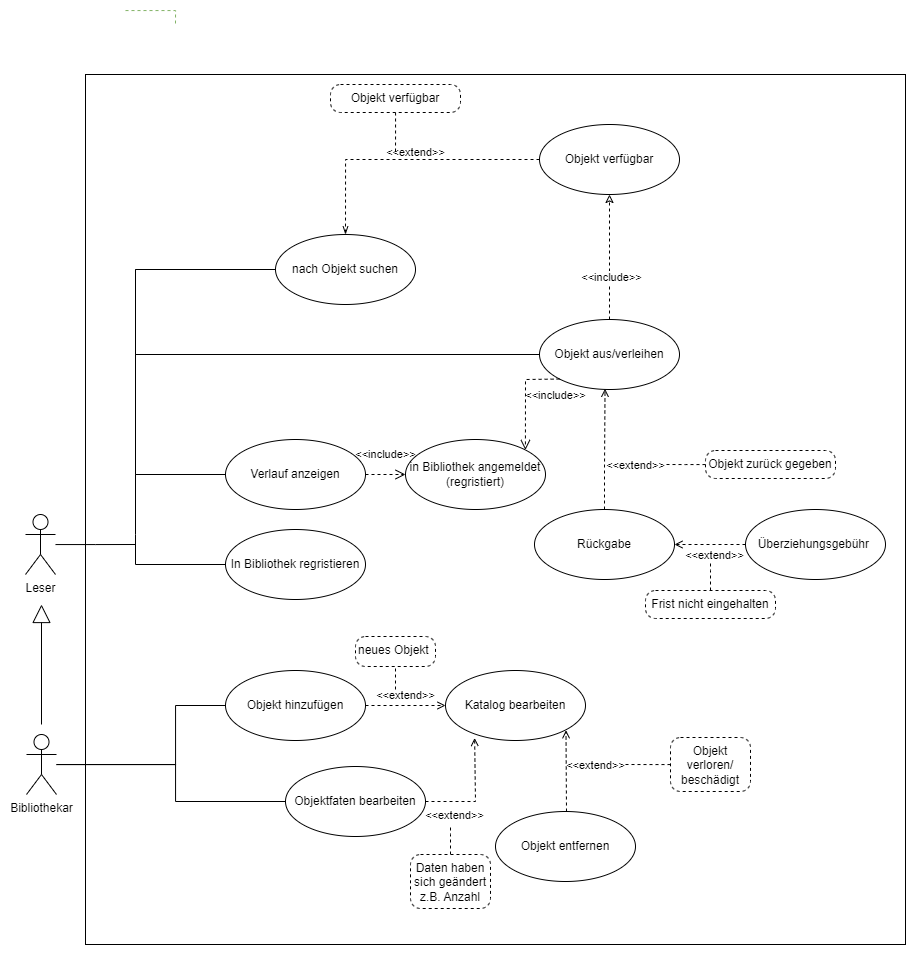 Objekt verfügbar
<<extend>>
Objekt verfügbar
nach Objekt suchen
<<include>>
Objekt aus/verleihen
<<include>>
Verlauf anzeigen
<<include>>
in Bibliothek angemeldet
(regristiert)
<<extend>>
Objekt zurück gegeben
Rückgabe
<<extend>>
Überziehungsgebühr
In Bibliothek regristieren
Leser
Frist nicht eingehalten
neues Objekt
<<extend>>
Objekt hinzufügen
Katalog bearbeiten
Objekt
verloren/
beschädigt
<<extend>>
Bibliothekar
Objektfaten bearbeiten
<<extend>>
Objekt entfernen
Daten haben
sich geändert
z.B. Anzahl